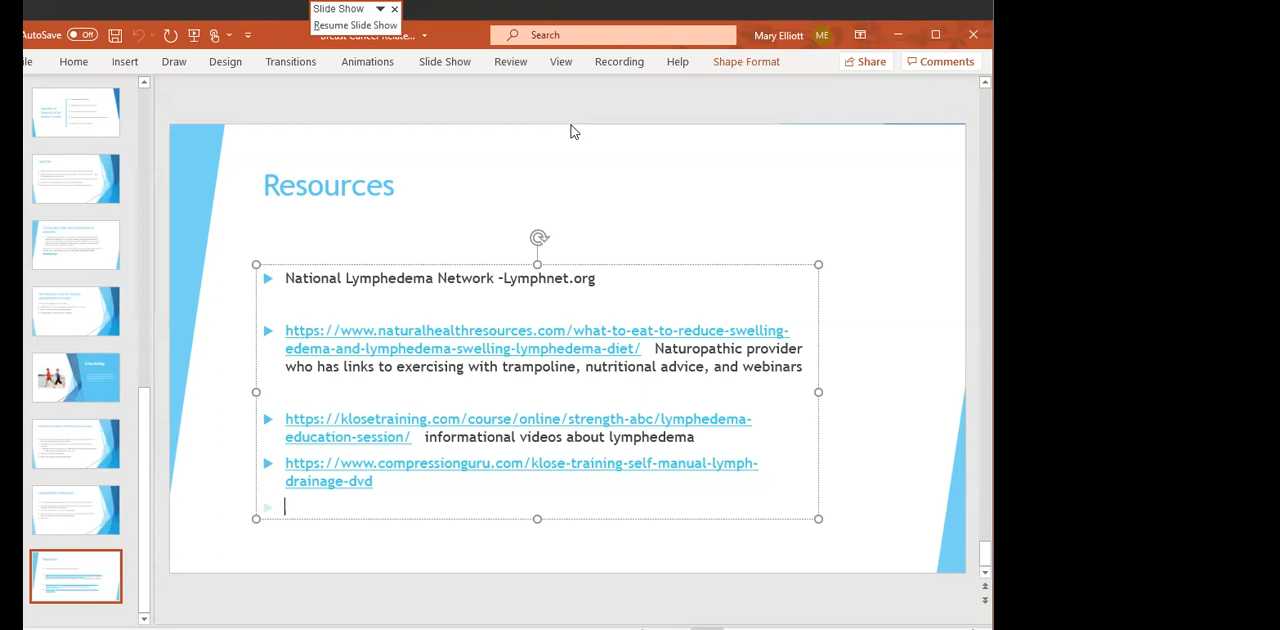 Slide Show
Resume Slide Show
AutoSave Off
Search
Mary Elliott ME
Home Insert Draw Design Transitions Animations Slide Show Review View Recording Help Shape Format Share Comments
Resources
National Lymphedema Network -Lymphnet.org
https://www.naturalhealthresources.com/what-to-eat-to-reduce-swelling-
edema-and-lymphedema-swelling-lymphedema-diet/ Naturopathic provider
who has links to exercising with trampoline, nutritional advice, and webinars
https://klosetraining.com/course/online/strength-abc/lymphedema-
education-session/ informational videos about lymphedema
https://www.compressionguru.com/klose-training-self-manual-lymph-
drainage-dvd